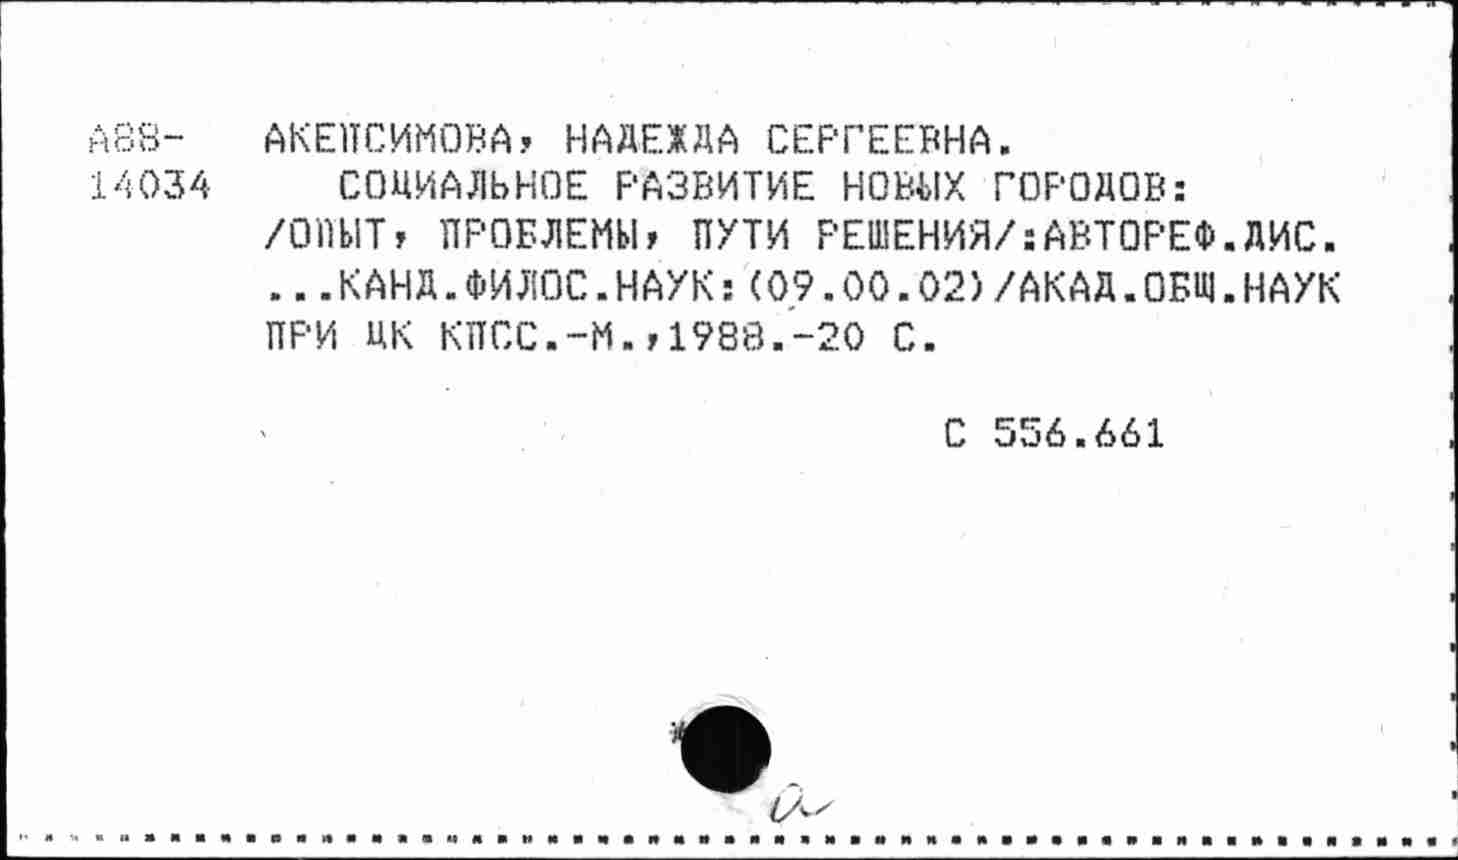 А88- АКЕПСИМОВА, НАДЕЖДА СЕРГЕЕВНА.
14034 СОЦИАЛЬНОЕ РАЗВИТИЕ НОВЫХ ГОРОДОВ:
/ОПЫТ, ПРОБЛЕМЫ, ПУТИ РЕШЕНИЯ/:АВТОРЕФ.ДИС.
...КАНД.ФИЛОС.НАУК:(09.00.02)/АКАД.ОБЩ.НАУК
ПРИ ЦК КПСС.-М.,1988.-20 С.
С 556.661
*
а